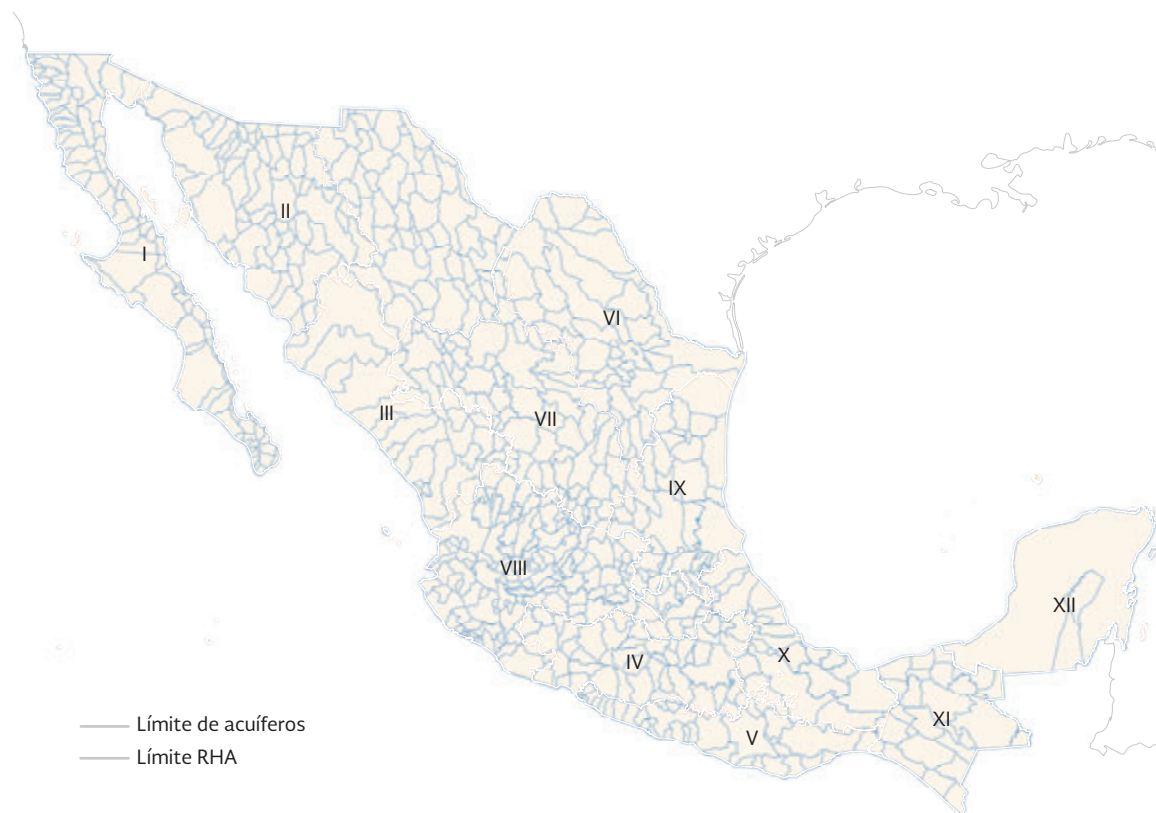 II
I
VI
III
VII
IX
VIII
XII
X
IV
XI
V
Límite de acuíferos
Límite RHA